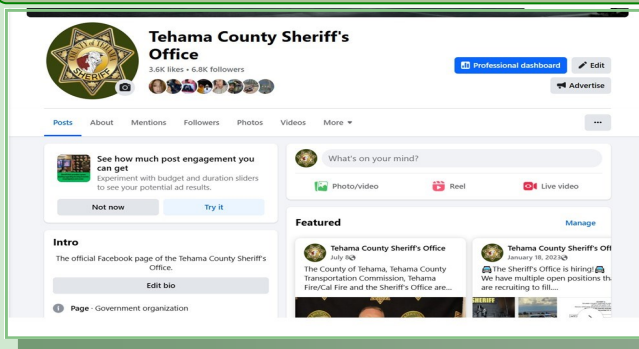 Tehama County Sheriff's
Office
3.6K likes • 6.8K followers
Professional dashboard
Edit
Advertise
Posts
About
Mentions
Followers
Photos
Videos
More
See how much post engagement you
can get
Experiment with budget and duration sliders
to see your potential ad results.
Not now
Try it
Intro
The official Facebook page of the Tehama County Sheriff's
Office.
Edit bio
Page · Government organization
What's on your mind?
Photo/video
Reel
Live video
Featured
Manage
Tehama County Sheriff's Office
July 8
The County of Tehama, Tehama County
Transportation Commission, Tehama
Fire/Cal Fire and the Sheriff's Office are...
Tehama County Sheriff's Off
January 18, 2023
The Sheriff's Office is hiring!
We have multiple open positions tha
are recruiting to fill....
SHERIFF